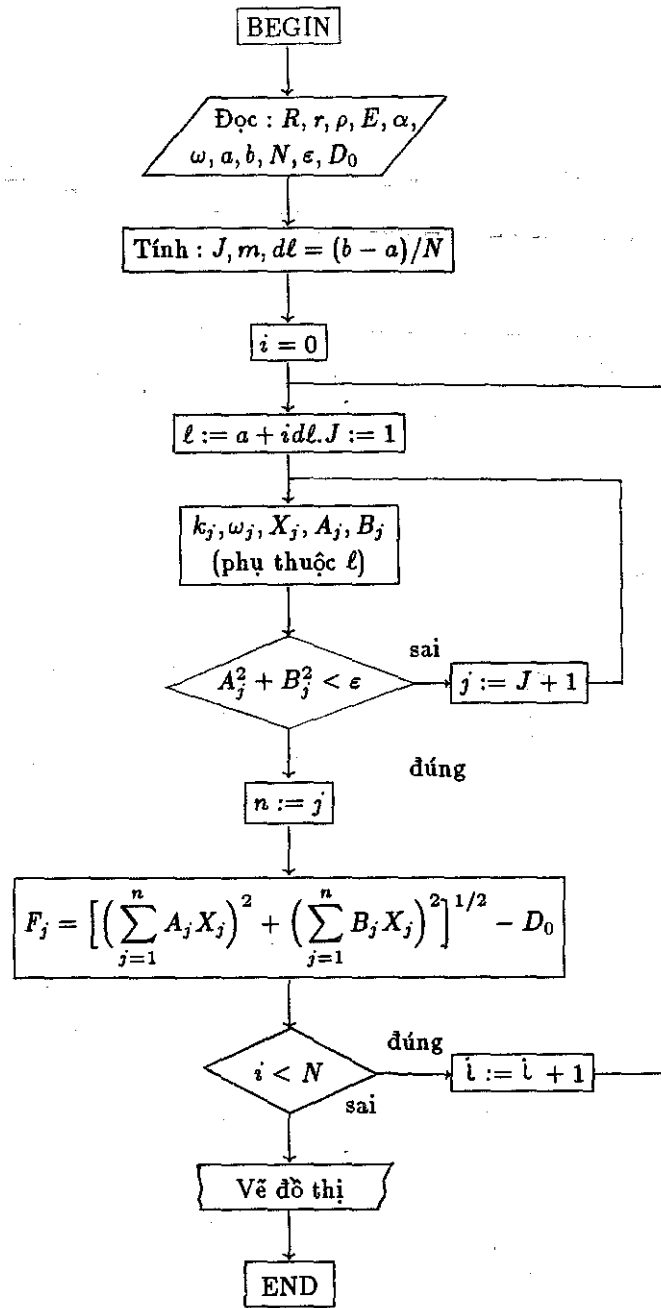 BEGIN
Đọc : R, r, ρ, E, α,
ω, a, b, N, ε, D₀
Tính : J, m, dℓ = (b − a)/N
i = 0
ℓ := a + idℓ.J := 1
k_j, ω_j, X_j, A_j, B_j
(phụ thuộc ℓ)
A_j² + B_j² < ε
sai
j := J + 1
đúng
n := j
F_j = [(∑_{j=1}^{n} A_j X_j)² + (∑_{j=1}^{n} B_j X_j)²]^{1/2} − D₀
i < N
đúng
i := i + 1
sai
Vẽ đồ thị
END